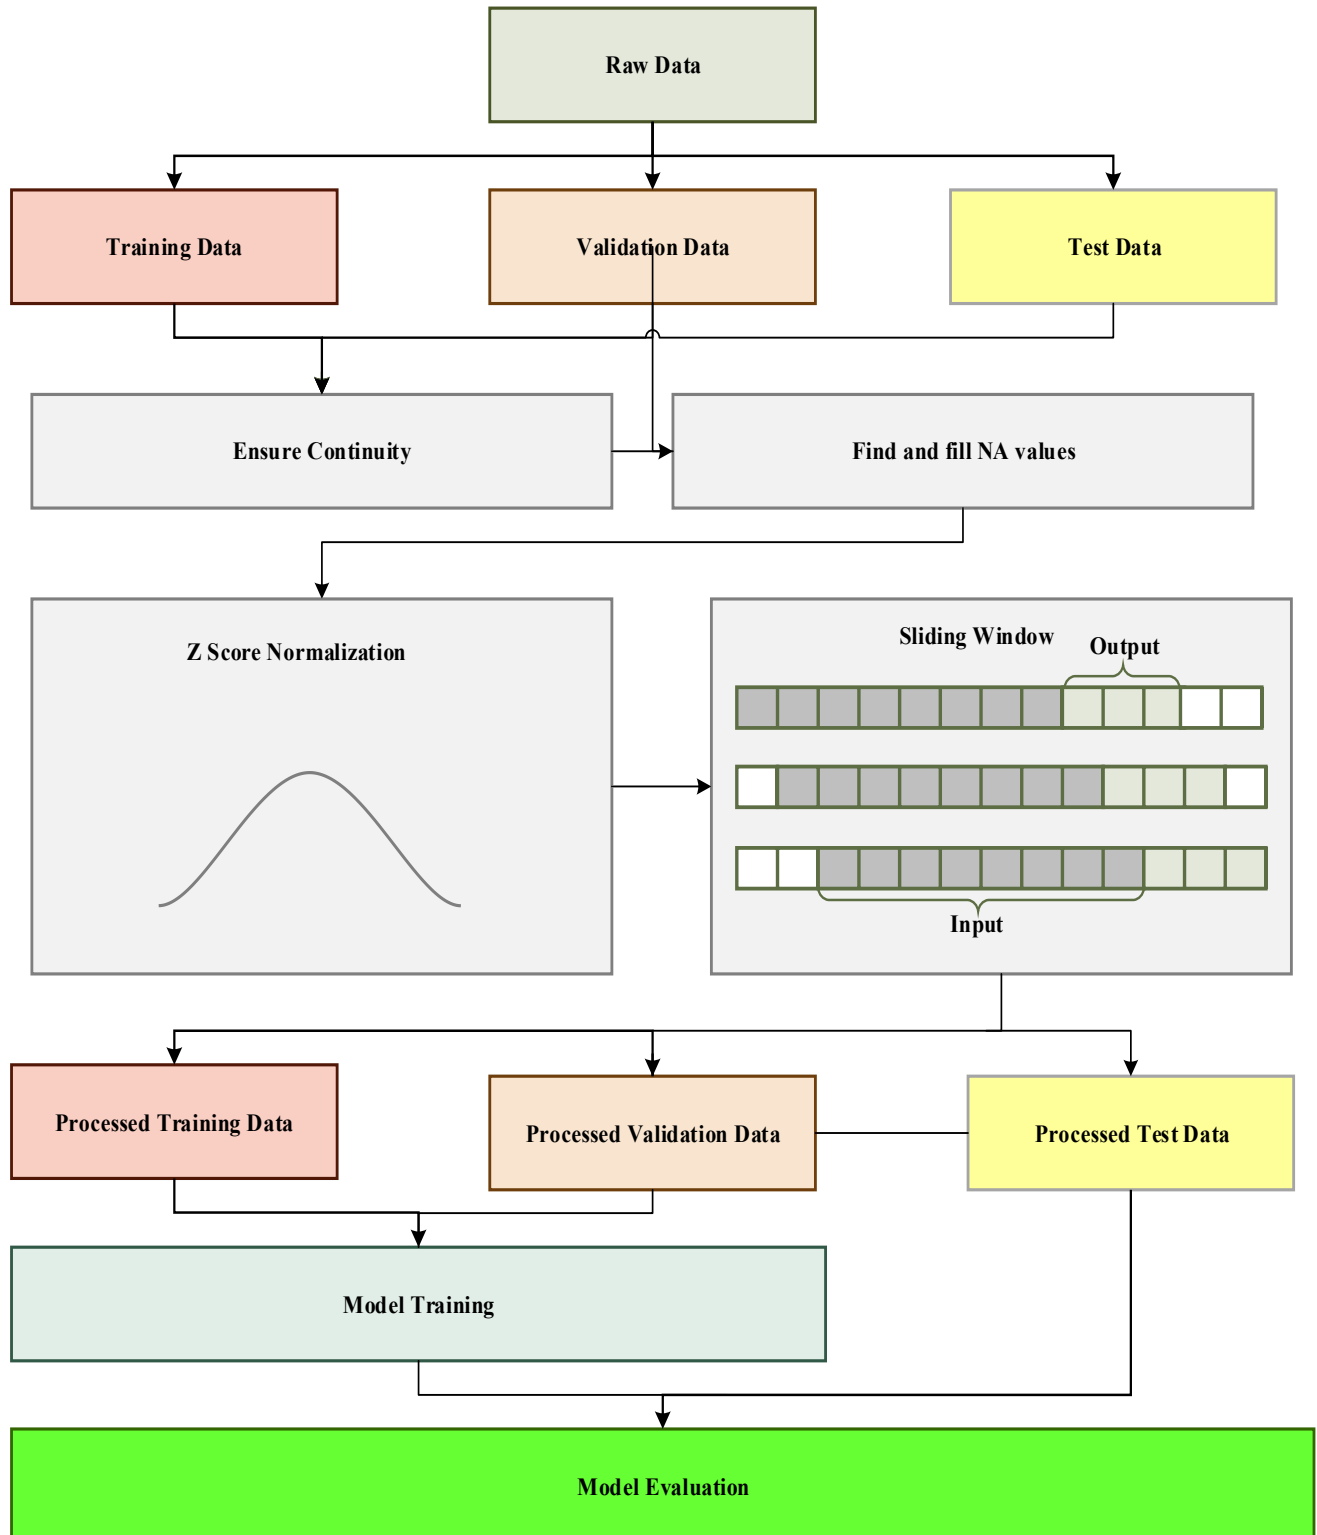 Raw Data
Training Data
Validation Data
Test Data
Ensure Continuity
Find and fill NA values
Z Score Normalization
Sliding Window
Output
Input
Processed Training Data
Processed Validation Data
Processed Test Data
Model Training
Model Evaluation